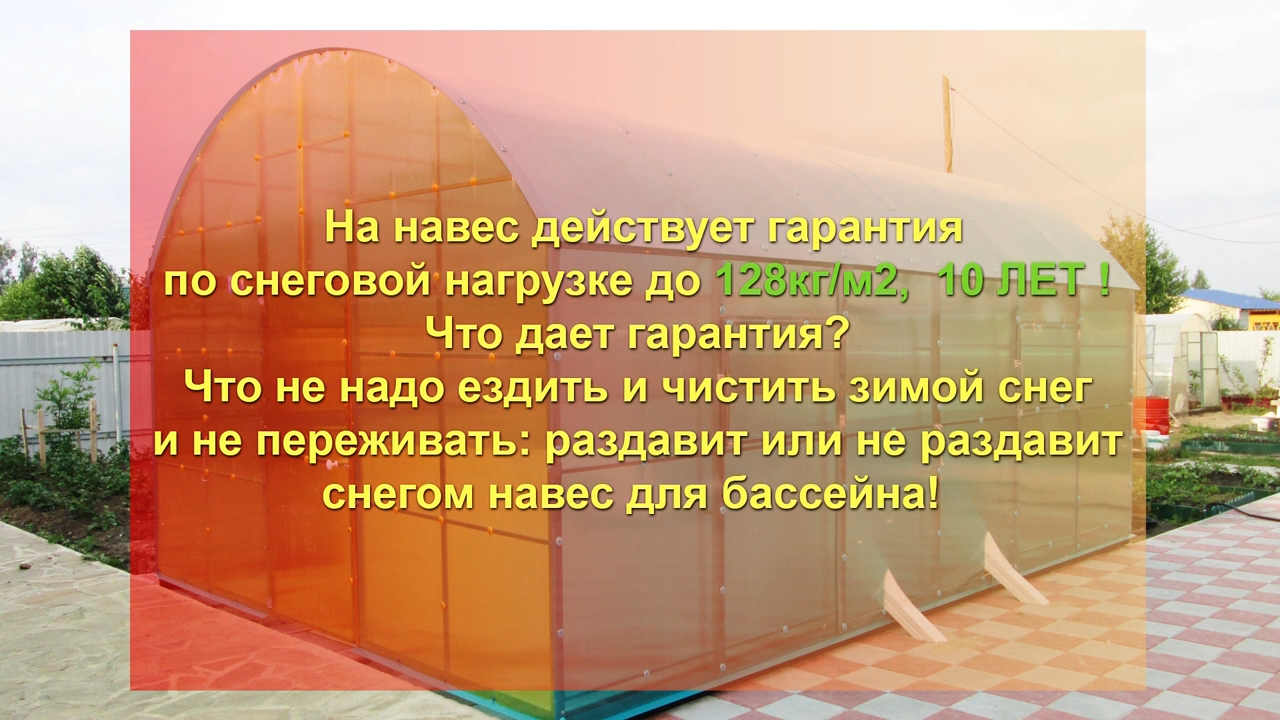 На навес действует гарантия
по снеговой нагрузке до 128кг/м2, 10 ЛЕТ !
Что дает гарантия?
Что не надо ездить и чистить зимой снег
и не переживать: раздавит или не раздавит
снегом навес для бассейна!